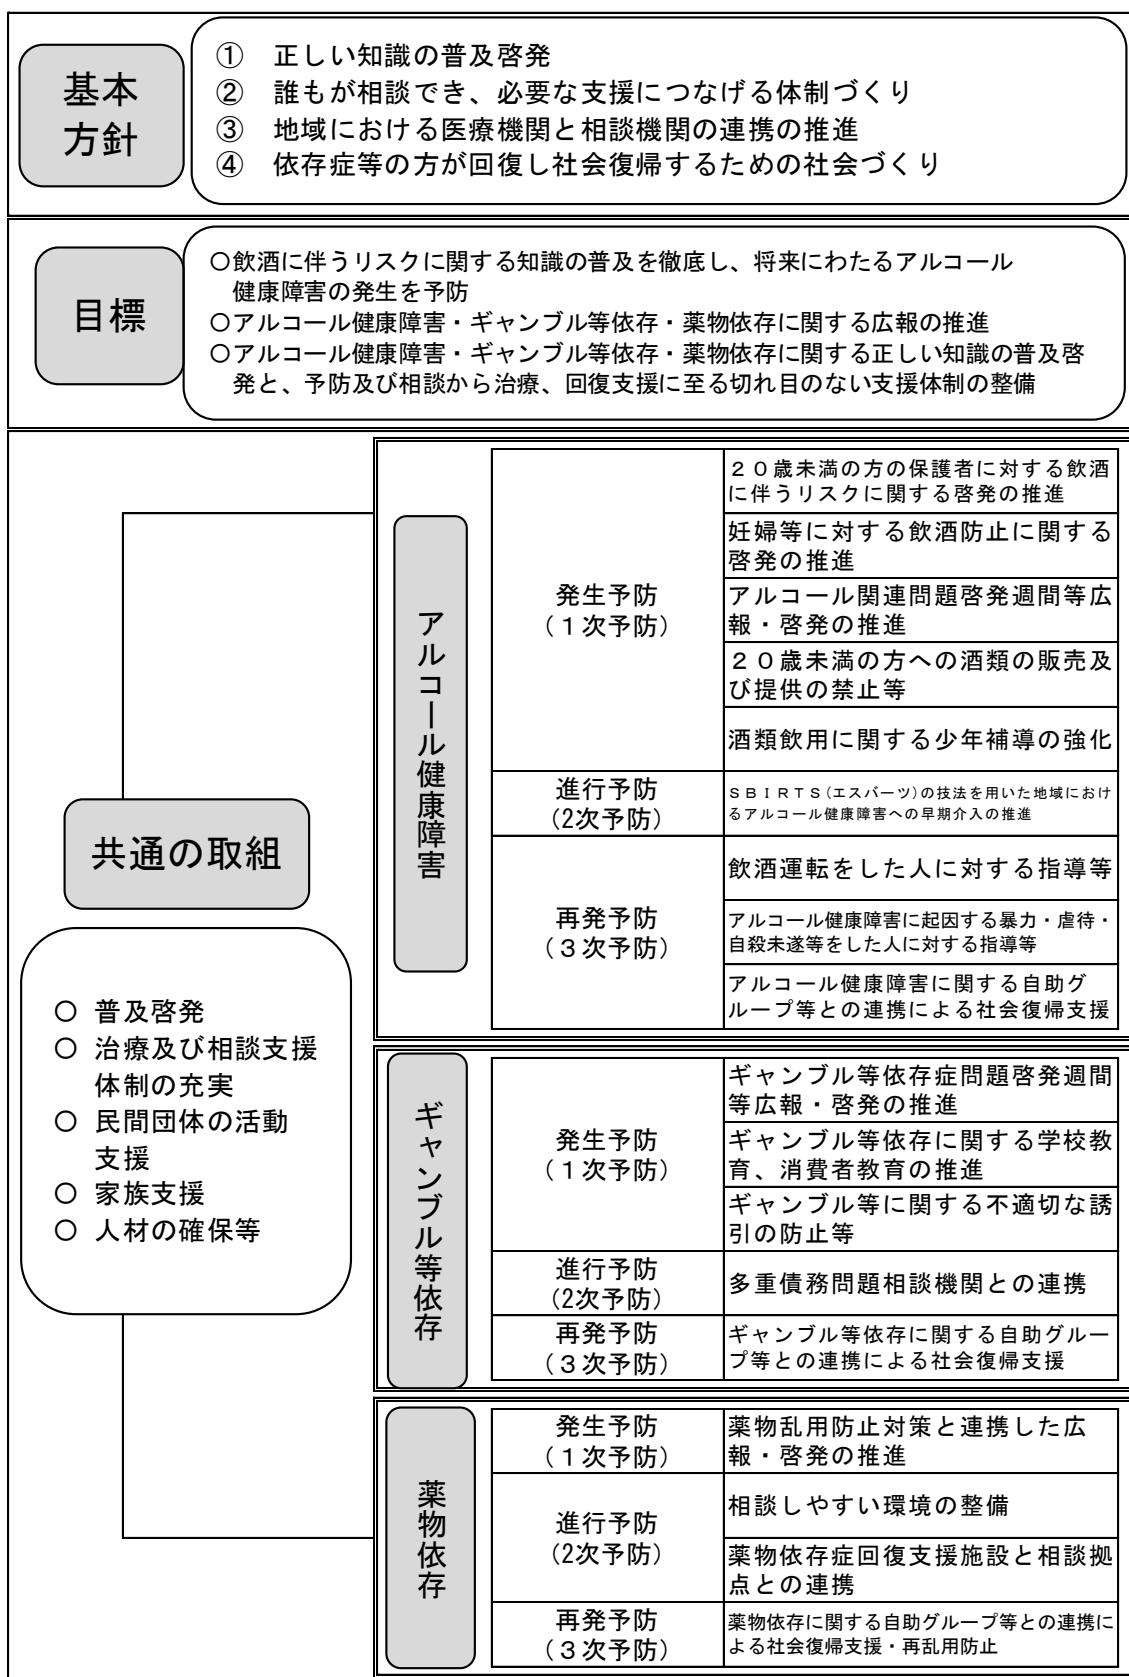 基本
方針
① 正しい知識の普及啓発
② 誰もが相談でき、必要な支援につなげる体制づくり
③ 地域における医療機関と相談機関の連携の推進
④ 依存症等の方が回復し社会復帰するための社会づくり
目標
○飲酒に伴うリスクに関する知識の普及を徹底し、将来にわたるアルコール
健康障害の発生を予防
○アルコール健康障害・ギャンブル等依存・薬物依存に関する広報の推進
○アルコール健康障害・ギャンブル等依存・薬物依存に関する正しい知識の普及啓
発と、予防及び相談から治療、回復支援に至る切れ目のない支援体制の整備
共通の取組
○ 普及啓発
○ 治療及び相談支援
体制の充実
○ 民間団体の活動
支援
○ 家族支援
○ 人材の確保等
アルコール健康障害
発生予防
(１次予防)
２０歳未満の方の保護者に対する飲酒
に伴うリスクに関する啓発の推進
妊婦等に対する飲酒防止に関する
啓発の推進
アルコール関連問題啓発週間等広
報・啓発の推進
２０歳未満の方への酒類の販売及
び提供の禁止等
酒類飲用に関する少年補導の強化
進行予防
(2次予防)
ＳＢＩＲＴＳ(エスバーツ)の技法を用いた地域におけ
るアルコール健康障害への早期介入の推進
再発予防
(３次予防)
飲酒運転をした人に対する指導等
アルコール健康障害に起因する暴力・虐待・
自殺未遂等をした人に対する指導等
アルコール健康障害に関する自助グ
ループ等との連携による社会復帰支援
ギャンブル等依存
発生予防
(１次予防)
ギャンブル等依存症問題啓発週間
等広報・啓発の推進
ギャンブル等依存に関する学校教
育、消費者教育の推進
ギャンブル等に関する不適切な誘
引の防止等
進行予防
(2次予防)
多重債務問題相談機関との連携
再発予防
(３次予防)
ギャンブル等依存に関する自助グルー
プ等との連携による社会復帰支援
薬物依存
発生予防
(１次予防)
薬物乱用防止対策と連携した広
報・啓発の推進
進行予防
(2次予防)
相談しやすい環境の整備
薬物依存症回復支援施設と相談拠
点との連携
再発予防
(３次予防)
薬物依存に関する自助グループ等との連携に
よる社会復帰支援・再乱用防止